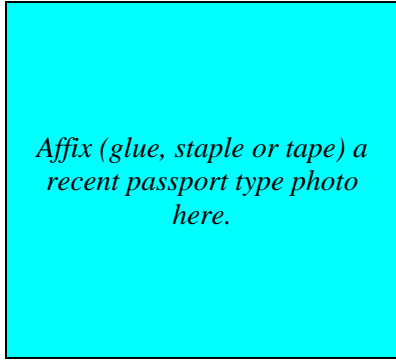 Affix (glue, staple or tape) a
recent passport type photo
here.